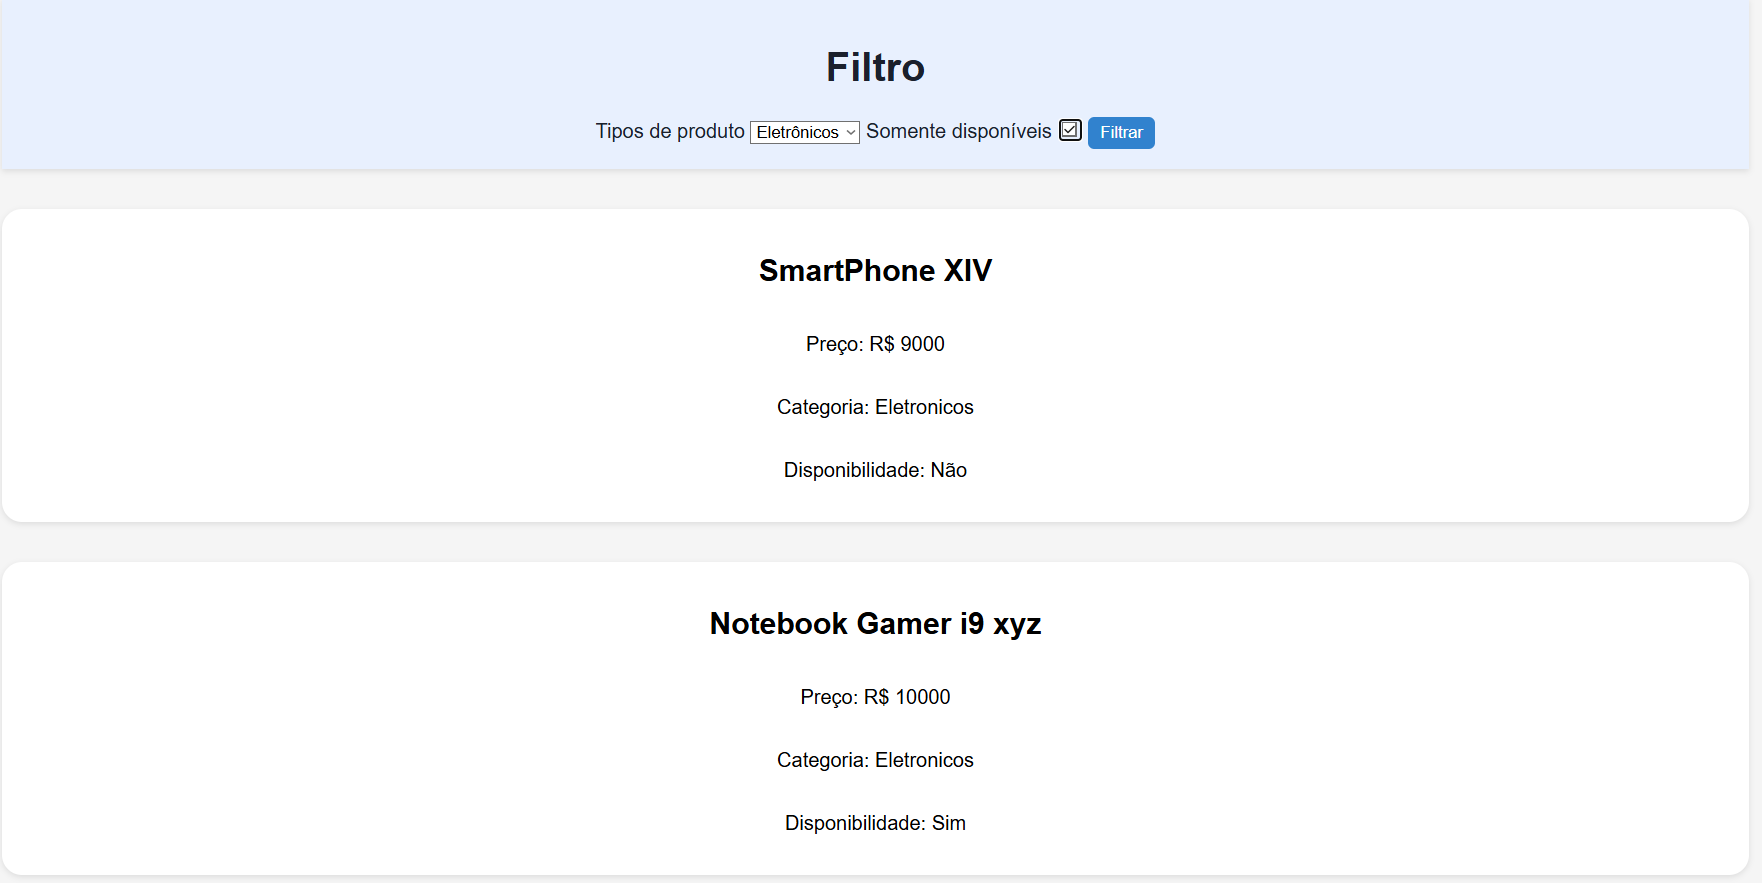 Filtro
Tipos de produto Eletrônicos Somente disponíveis Filtrar
SmartPhone XIV
Preço: R$ 9000
Categoria: Eletronicos
Disponibilidade: Não
Notebook Gamer i9 xyz
Preço: R$ 10000
Categoria: Eletronicos
Disponibilidade: Sim